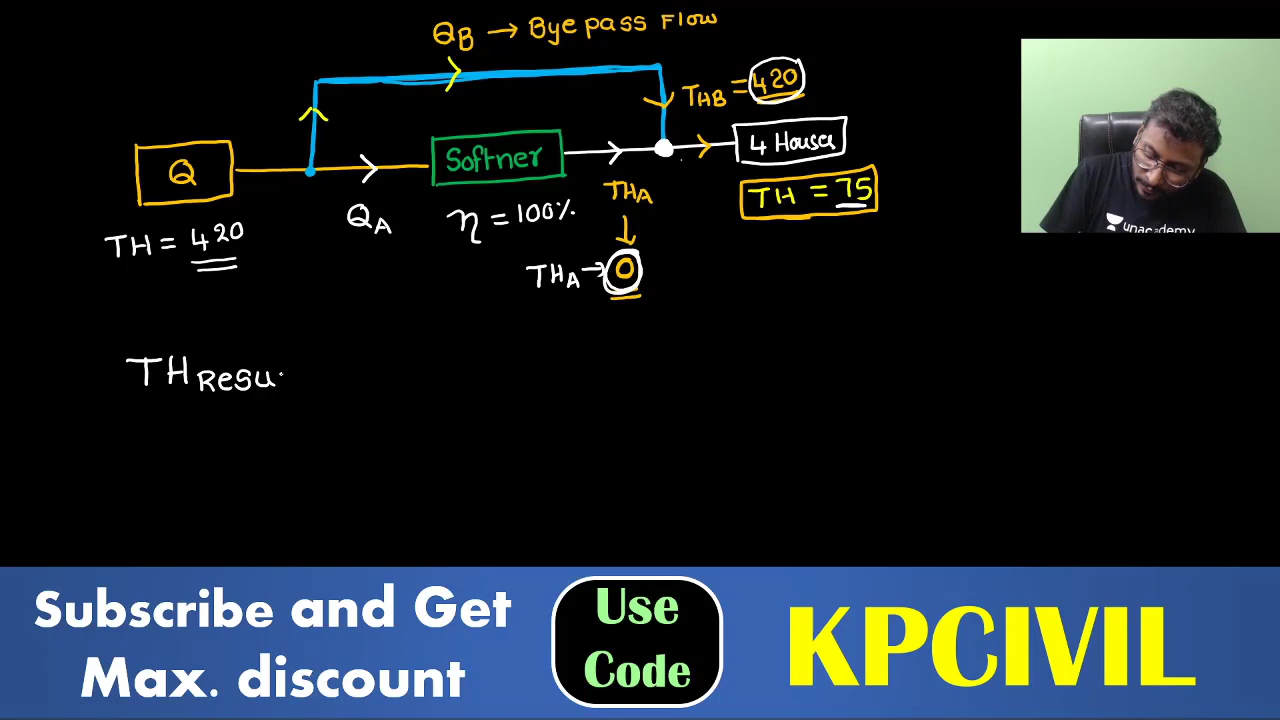 QB → Bye pass Flow
THB = 420
Q
Softner
4 Houses
THA
TH = 75
TH = 420
QA
η = 100%
THA → 0
THResu
unacademy
Subscribe and Get
Max. discount
Use
Code
KPCIVIL